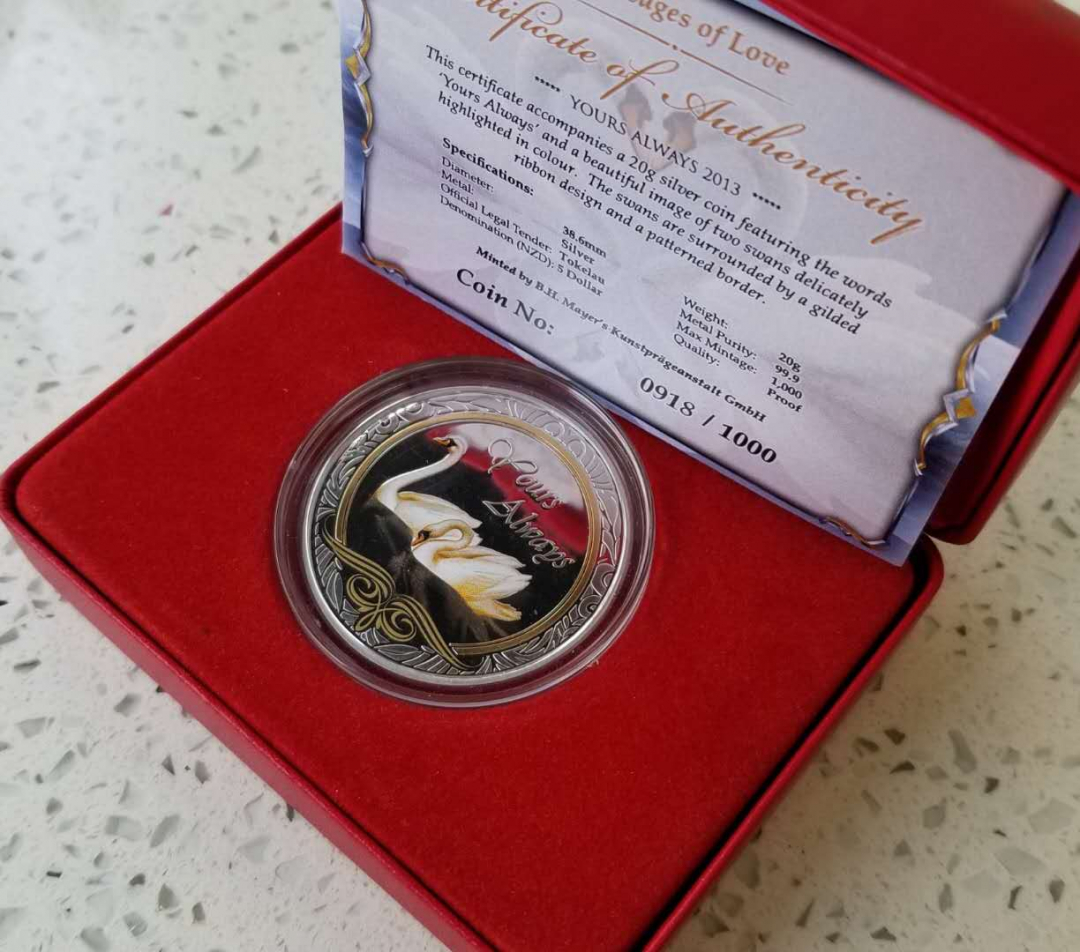 of Love
of Authenticity
••••• YOURS ALWAYS 2013 •••••
This certificate accompanies a 20g silver coin featuring the words
'Yours Always' and a beautiful image of two swans delicately
highlighted in colour. The swans are surrounded by a gilded
ribbon design and a patterned border.
Specifications:
Diameter: 38.6mm
Metal: Silver
Official Legal Tender: Tokelau
Denomination (NZD): 5 Dollar
Weight: 20g
Metal Purity: 99.9
Max Mintage: 1,000
Quality: Proof
Minted by B.H. Mayer's Kunstprägeanstalt GmbH
Coin No: 0918 / 1000
Yours
Always